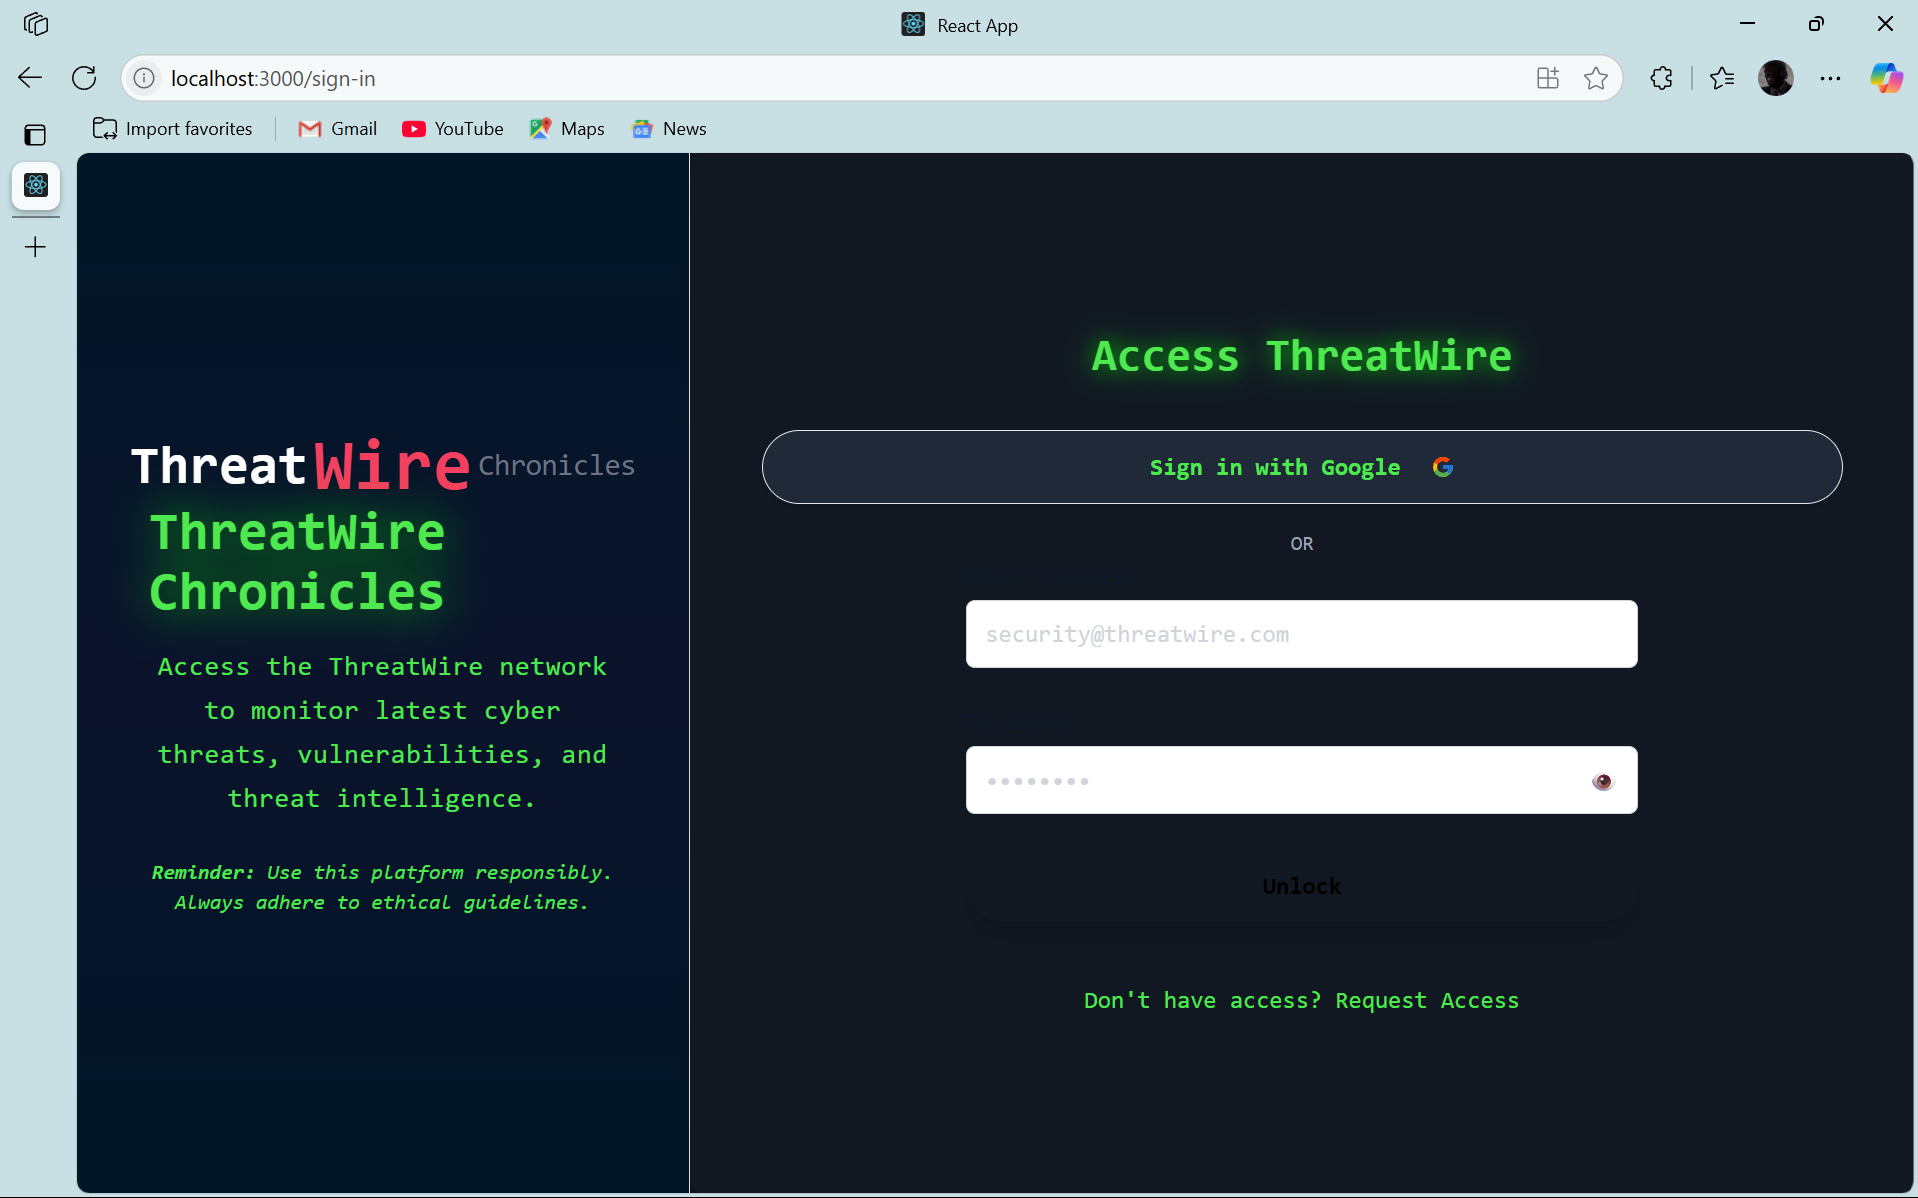 React App
localhost:3000/sign-in
Import favorites
Gmail
YouTube
Maps
News
ThreatWire Chronicles
ThreatWire
Chronicles
Access the ThreatWire network
to monitor latest cyber
threats, vulnerabilities, and
threat intelligence.
Reminder: Use this platform responsibly.
Always adhere to ethical guidelines.
Access ThreatWire
Sign in with Google
OR
security@threatwire.com
••••••••
Unlock
Don't have access? Request Access